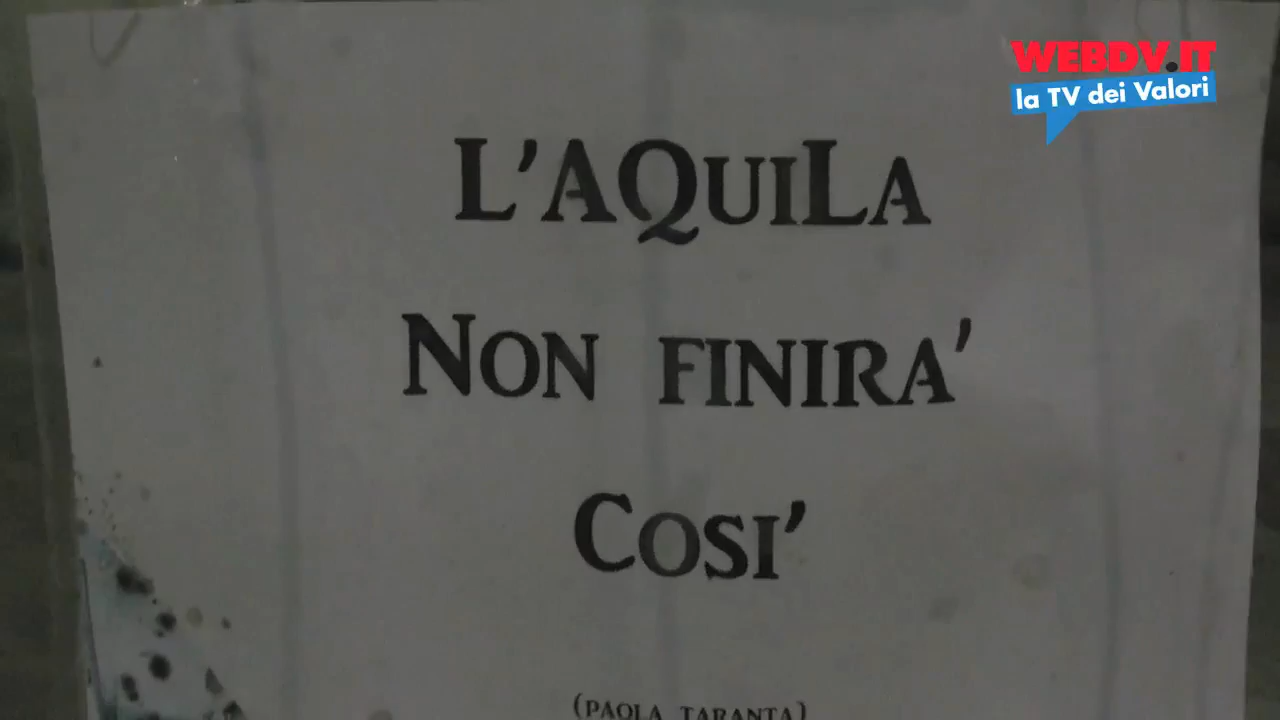 WEBDV.IT
la TV dei Valori
L'AQUILA
NON FINIRA'
COSI'
(PAOLA TARANTA)